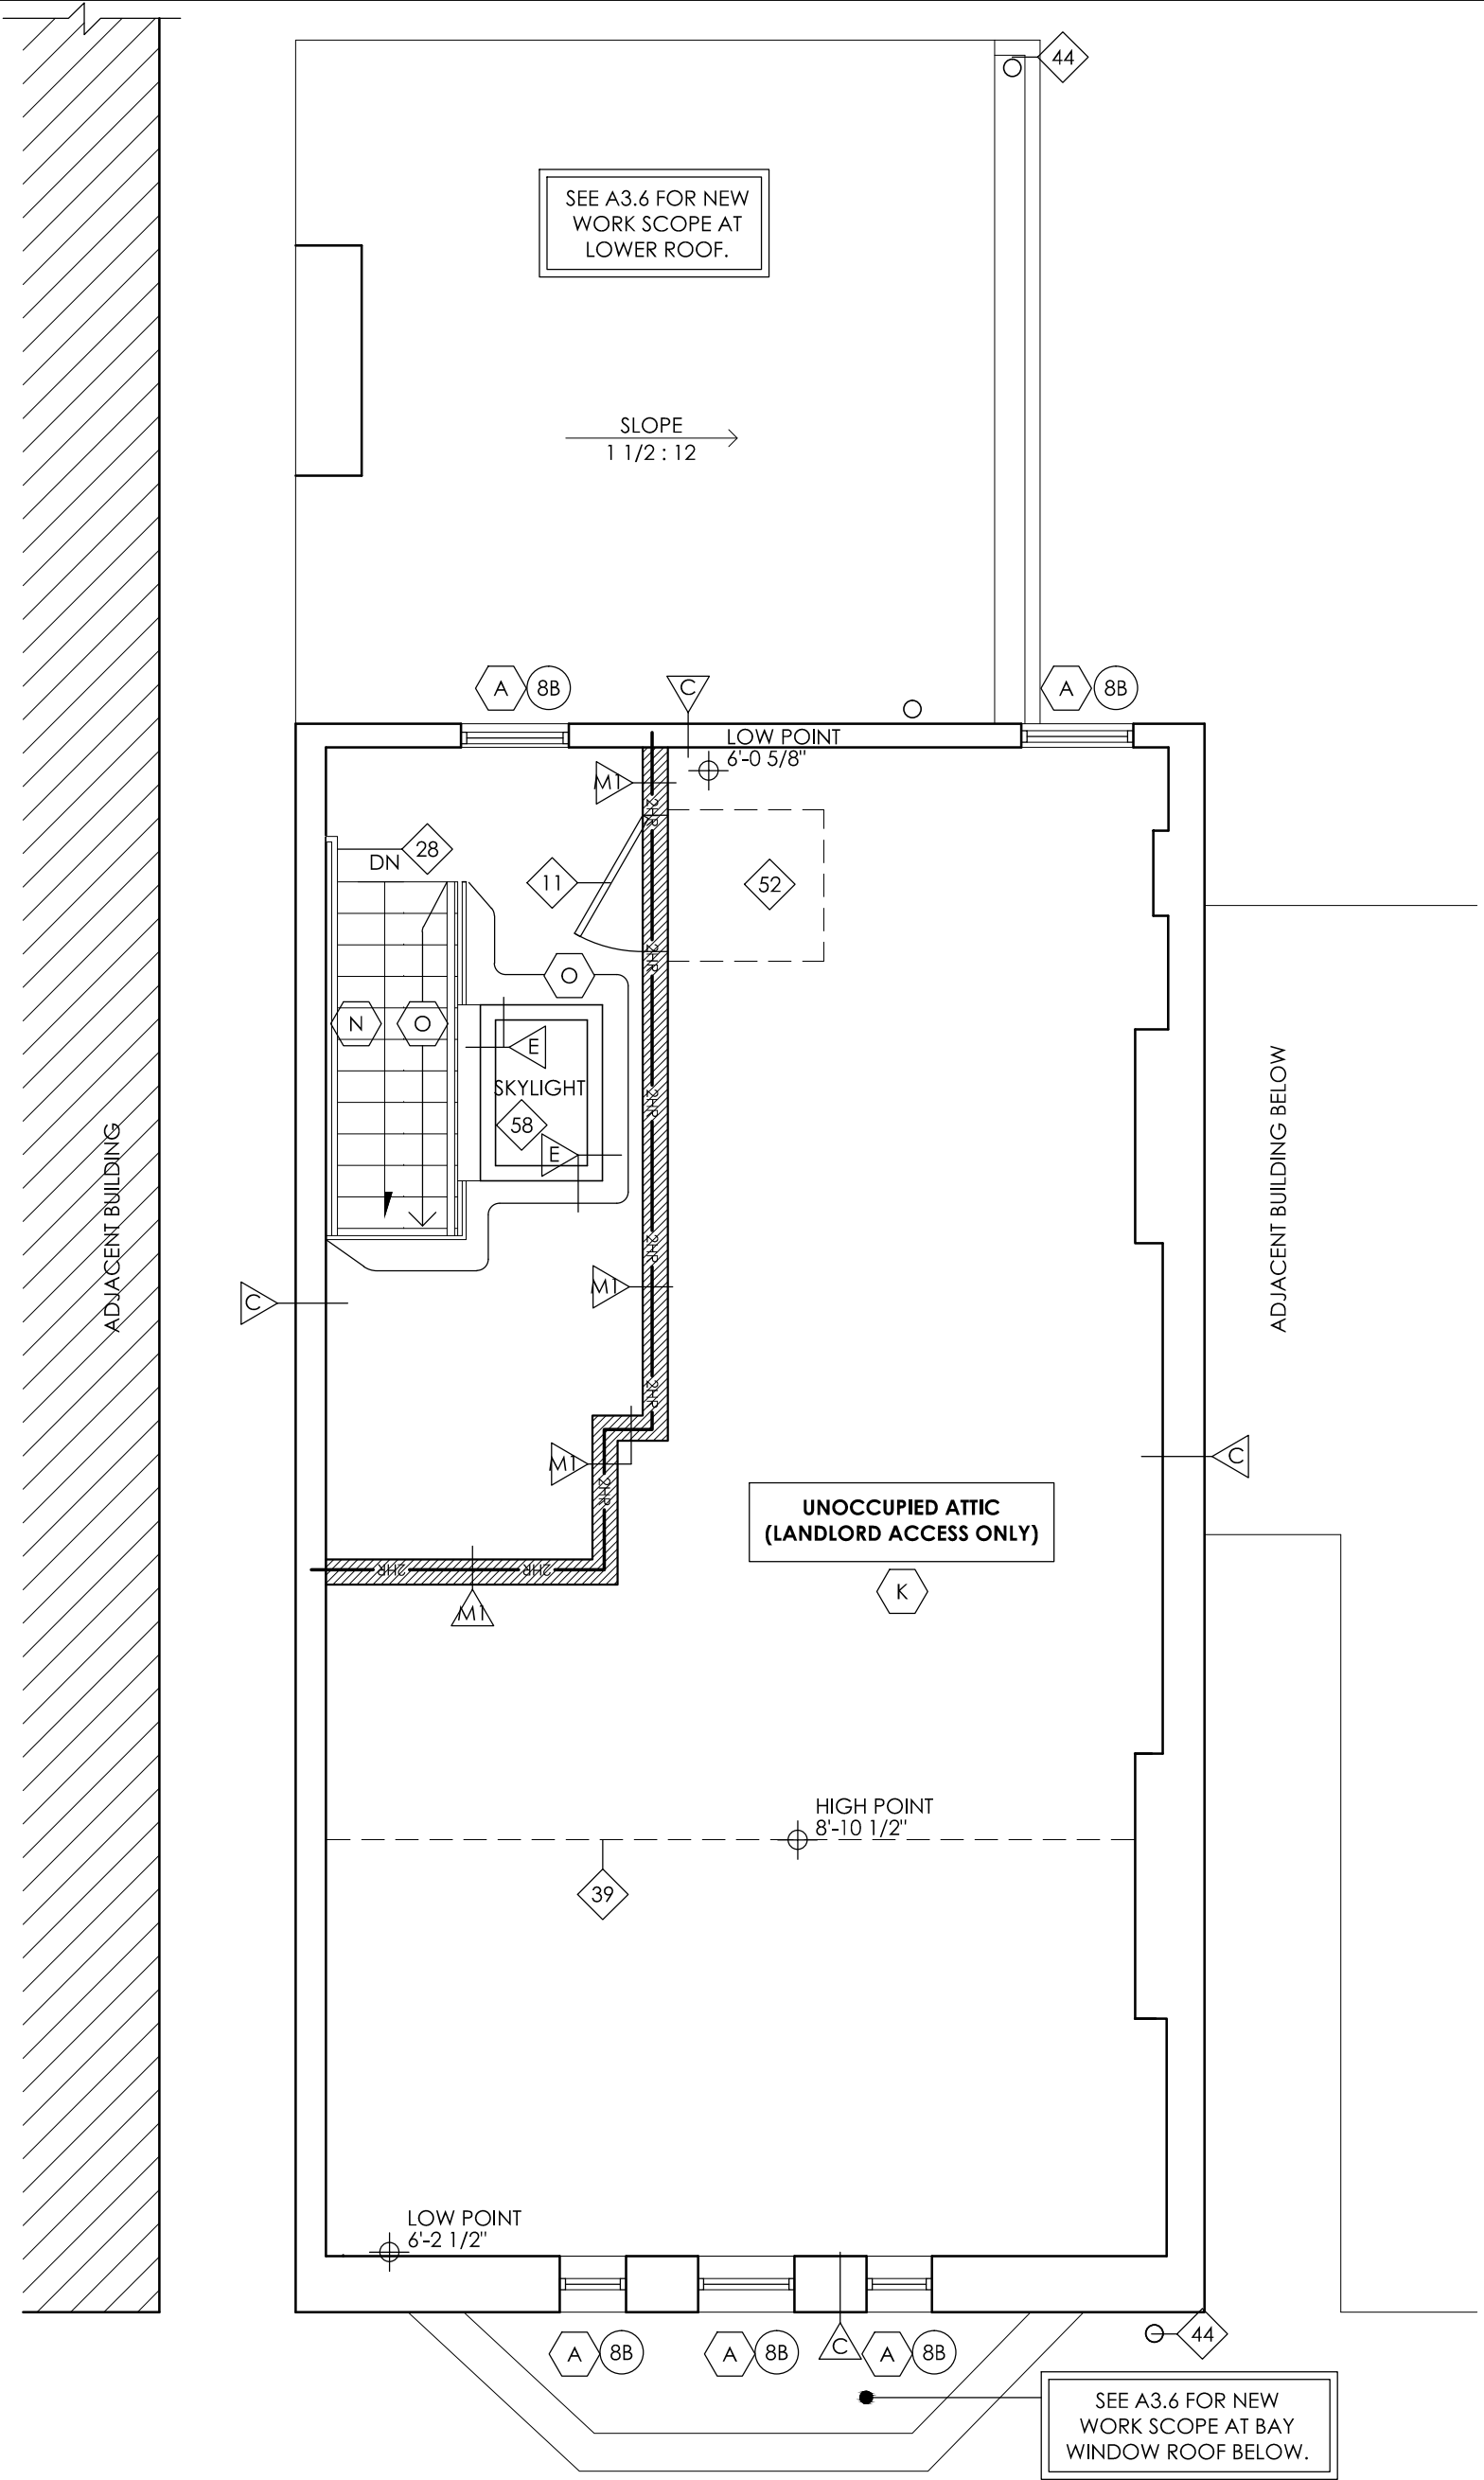 44
SEE A3.6 FOR NEW
WORK SCOPE AT
LOWER ROOF.
SLOPE
1 1/2 : 12
A
8B
C
A
8B
LOW POINT
6'-0 5/8"
M1
2HR
28
DN
11
52
2HR
O
N
O
E
SKYLIGHT
58
E
2HR
ADJACENT BUILDING
ADJACENT BUILDING BELOW
2HR
M1
C
2HR
M1
C
2HR
UNOCCUPIED ATTIC
(LANDLORD ACCESS ONLY)
K
2HR
2HR
M1
HIGH POINT
8'-10 1/2"
39
LOW POINT
6'-2 1/2"
44
A
8B
A
8B
C
A
8B
SEE A3.6 FOR NEW
WORK SCOPE AT BAY
WINDOW ROOF BELOW.